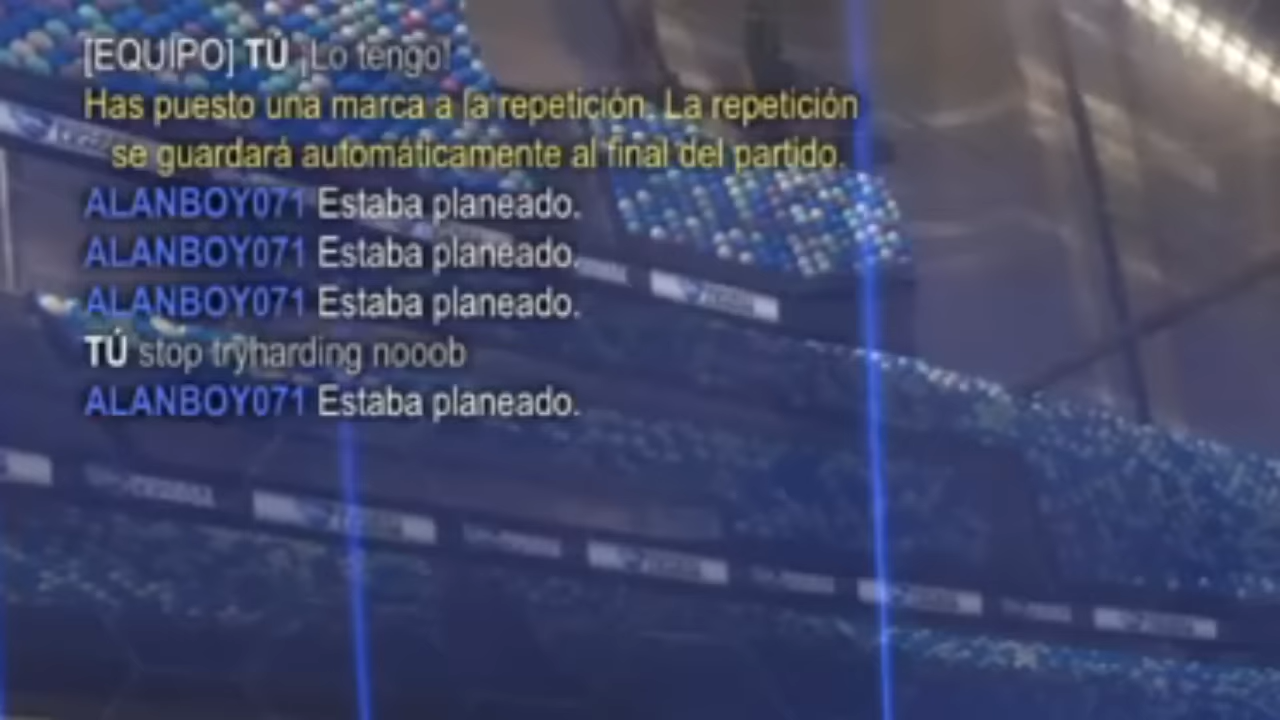 [EQUIPO] TÚ ¡Lo tengo!
Has puesto una marca a la repetición. La repetición
se guardará automáticamente al final del partido.
ALANBOY071 Estaba planeado.
ALANBOY071 Estaba planeado.
ALANBOY071 Estaba planeado.
TÚ stop tryharding nooob
ALANBOY071 Estaba planeado.